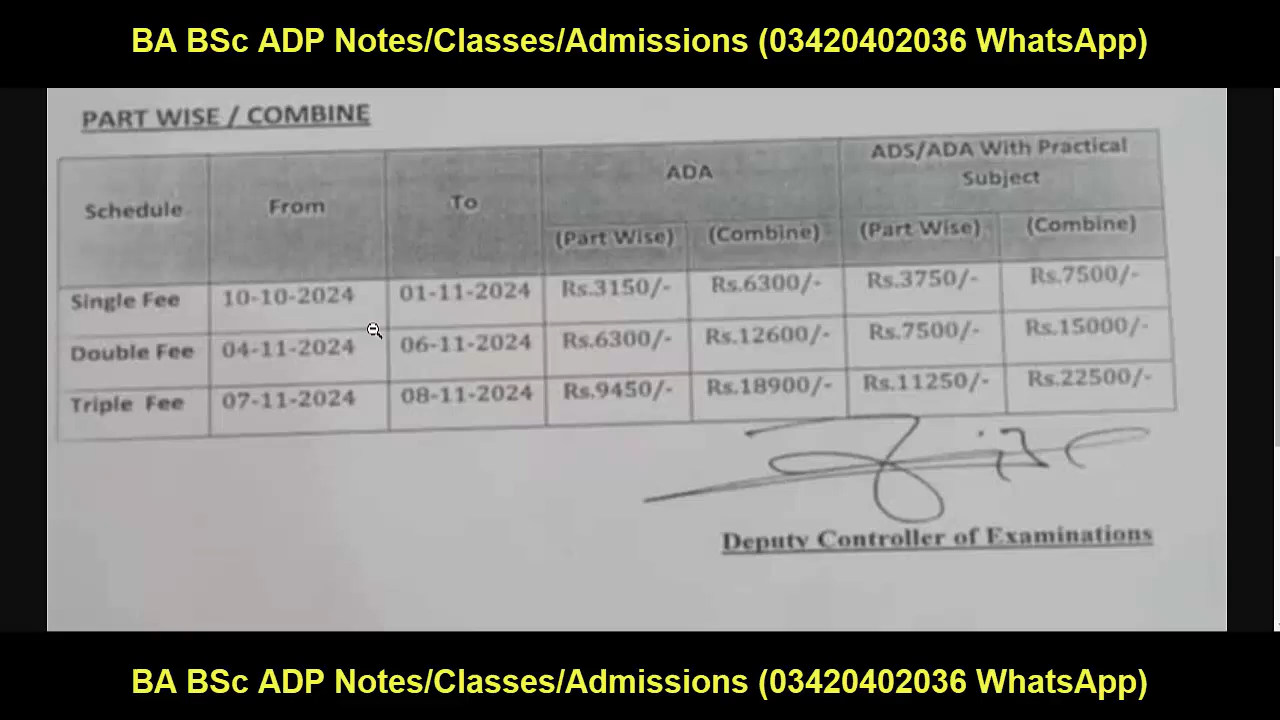 BA BSc ADP Notes/Classes/Admissions (03420402036 WhatsApp)
PART WISE / COMBINE
Schedule From To ADA ADS/ADA With Practical Subject
(Part Wise) (Combine) (Part Wise) (Combine)
Single Fee 10-10-2024 01-11-2024 Rs.3150/- Rs.6300/- Rs.3750/- Rs.7500/-
Double Fee 04-11-2024 06-11-2024 Rs.6300/- Rs.12600/- Rs.7500/- Rs.15000/-
Triple Fee 07-11-2024 08-11-2024 Rs.9450/- Rs.18900/- Rs.11250/- Rs.22500/-
Deputy Controller of Examinations
BA BSc ADP Notes/Classes/Admissions (03420402036 WhatsApp)